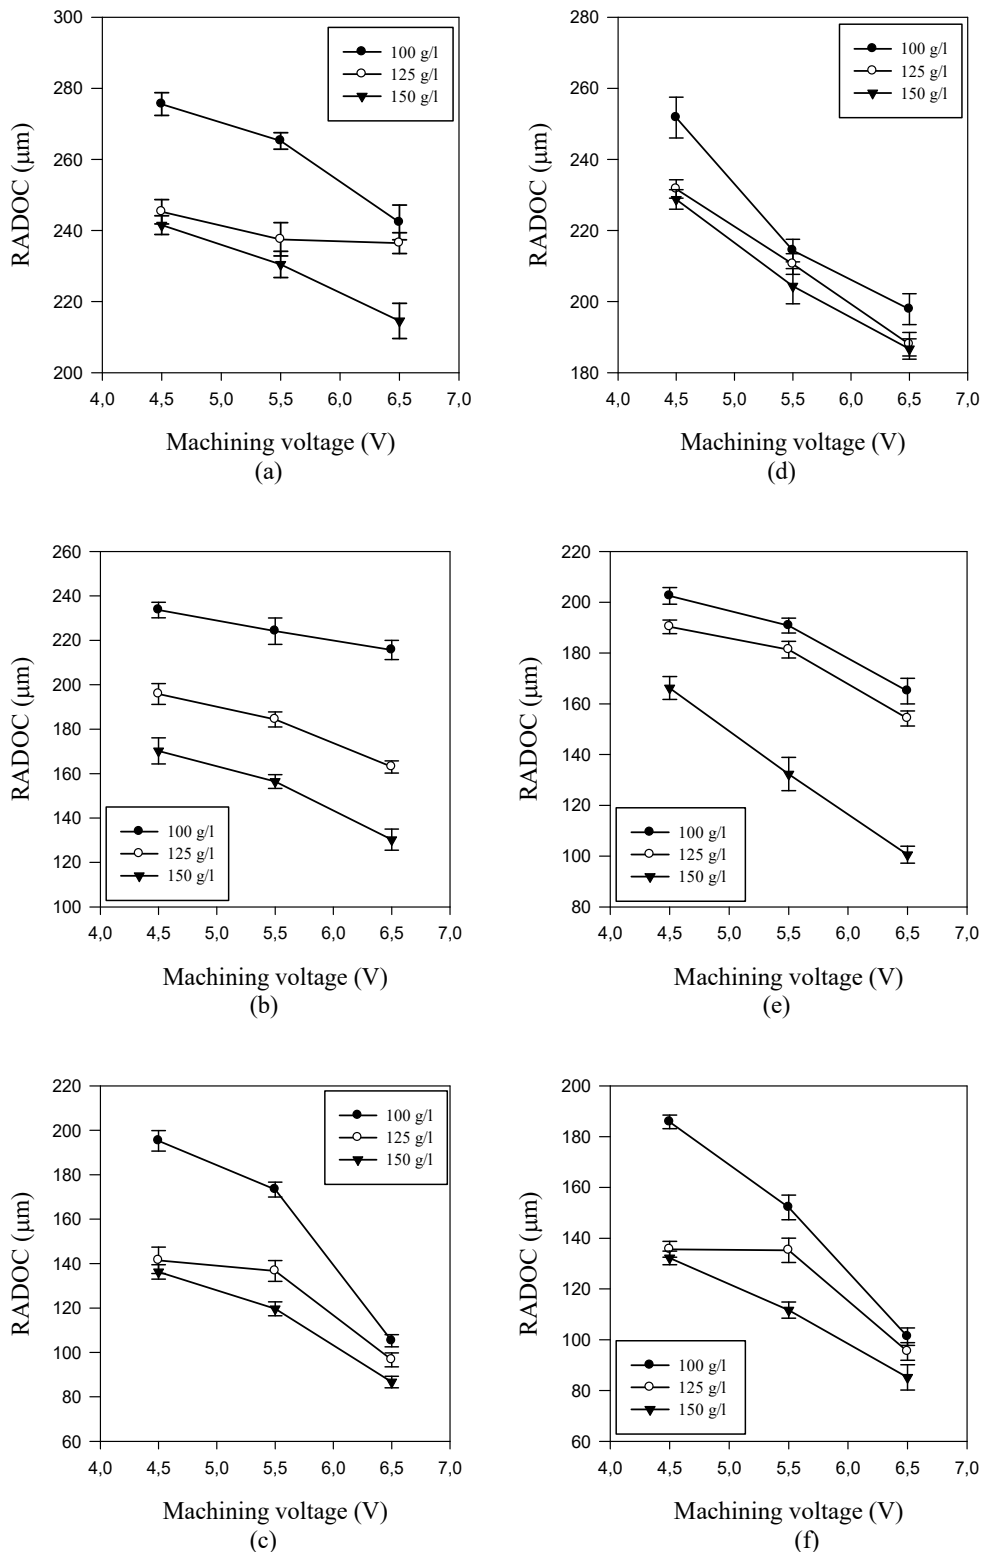 300
280
260
240
220
200
RADOC (μm)
100 g/l
125 g/l
150 g/l
4,0 4,5 5,0 5,5 6,0 6,5 7,0
Machining voltage (V)
(a)
280
260
240
220
200
180
RADOC (μm)
100 g/l
125 g/l
150 g/l
4,0 4,5 5,0 5,5 6,0 6,5 7,0
Machining voltage (V)
(d)
260
240
220
200
180
160
140
120
100
RADOC (μm)
100 g/l
125 g/l
150 g/l
4,0 4,5 5,0 5,5 6,0 6,5 7,0
Machining voltage (V)
(b)
220
200
180
160
140
120
100
80
RADOC (μm)
100 g/l
125 g/l
150 g/l
4,0 4,5 5,0 5,5 6,0 6,5 7,0
Machining voltage (V)
(e)
220
200
180
160
140
120
100
80
60
RADOC (μm)
100 g/l
125 g/l
150 g/l
4,0 4,5 5,0 5,5 6,0 6,5 7,0
Machining voltage (V)
(c)
200
180
160
140
120
100
80
60
RADOC (μm)
100 g/l
125 g/l
150 g/l
4,0 4,5 5,0 5,5 6,0 6,5 7,0
Machining voltage (V)
(f)